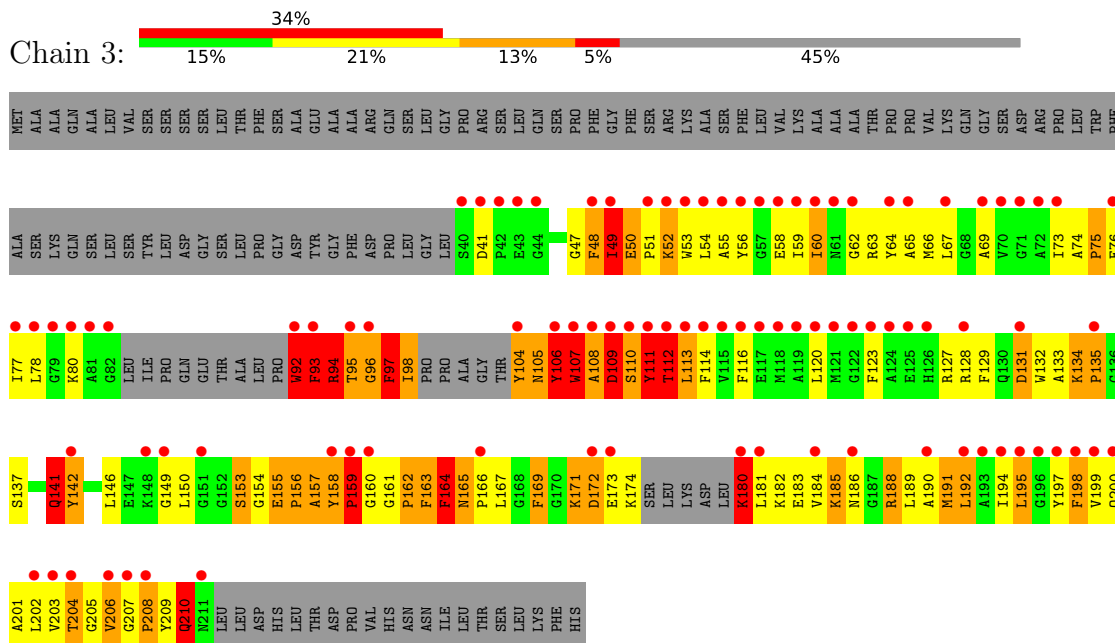 34%
Chain 3:
15% 21% 13% 5% 45%
MET ALA ALA GLN ALA LEU VAL SER SER SER SER LEU THR PHE SER ALA GLU ALA ALA ARG GLN SER LEU GLY PRO ARG SER LEU GLN SER PRO PHE GLY PHE SER ARG LYS ALA SER PHE LEU VAL LYS ALA ALA ALA THR PRO PRO VAL LYS GLN GLY SER ASP ARG PRO LEU TRP PHE
ALA SER LYS GLN SER LEU SER TYR LEU ASP GLY SER LEU PRO GLY ASP TYR GLY PHE ASP PRO LEU GLY LEU S40 D41 P42 E43 G44 G47 F48 I49 E50 P51 K52 W53 L54 A55 Y56 G57 E58 I59 I60 N61 G62 R63 Y64 A65 M66 L67 G68 A69 V70 G71 A72 I73 A74 P75 E76
I77 L78 G79 K80 A81 G82 LEU ILE PRO GLN GLU THR ALA LEU PRO W92 F93 R94 T95 G96 F97 I98 PRO PRO ALA GLY THR Y104 N105 Y106 W107 A108 D109 S110 Y111 T112 L113 F114 V115 F116 E117 M118 A119 L120 M121 G122 F123 A124 E125 H126 R127 R128 F129 Q130 D131 W132 A133 K134 P135 G136
S137 Q141 Y142 L146 E147 K148 G149 L150 G151 G152 S153 G154 E155 P156 A157 Y158 P159 G160 G161 P162 F163 F164 N165 P166 L167 G168 F169 G170 K171 D172 E173 K174 SER LEU LYS ASP LEU K180 L181 K182 E183 V184 K185 N186 G187 R188 L189 A190 M191 L192 A193 I194 L195 G196 Y197 F198 V199 Q200
A201 L202 V203 T204 G205 V206 G207 P208 Y209 Q210 N211 LEU LEU ASP HIS LEU THR ASP PRO VAL HIS ASN ASN ILE LEU THR SER LEU LYS PHE HIS